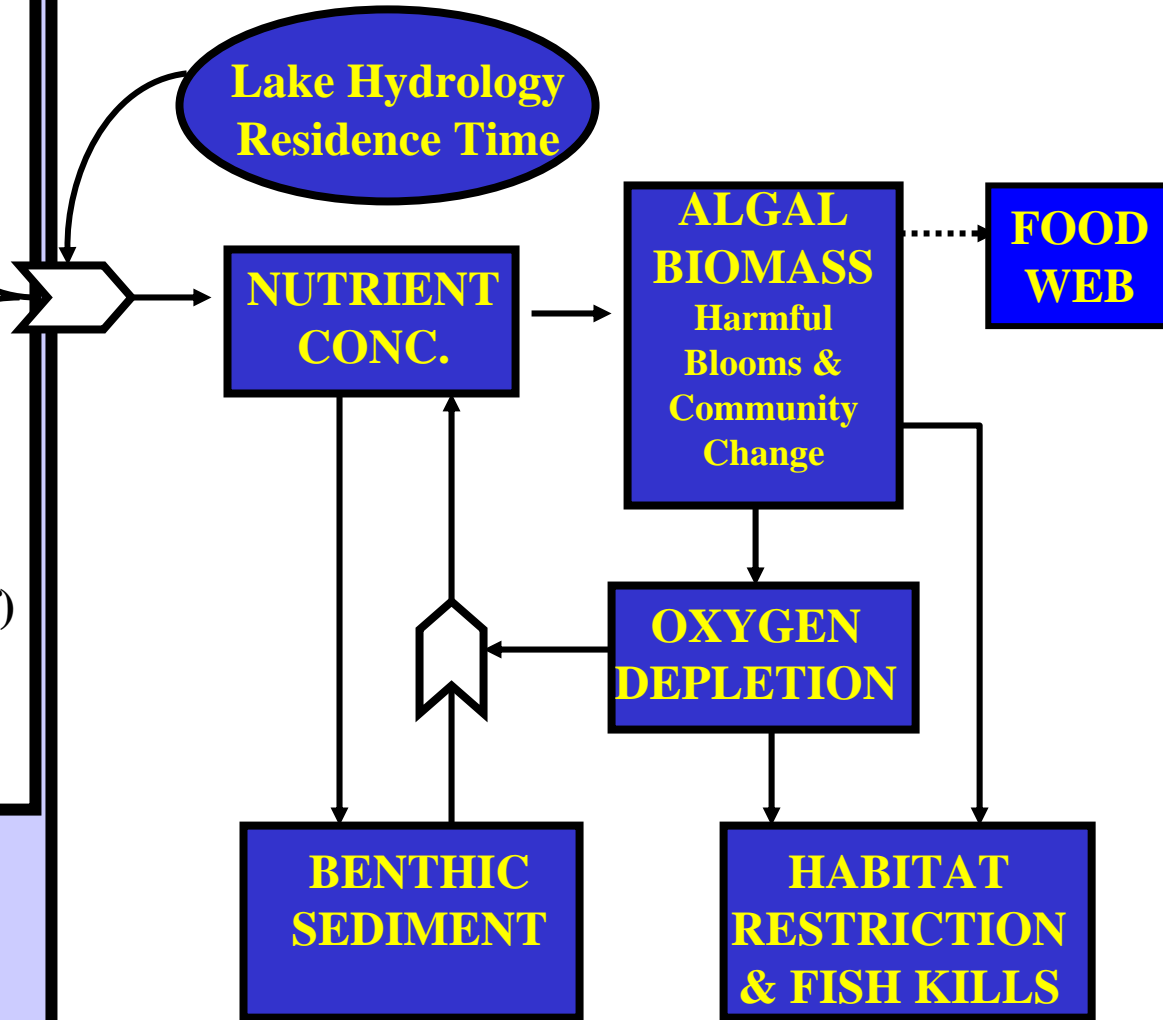 Lake Hydrology
Residence Time
NUTRIENT
CONC.
ALGAL
BIOMASS
Harmful
Blooms &
Community
Change
FOOD
WEB
)
OXYGEN
DEPLETION
BENTHIC
SEDIMENT
HABITAT
RESTRICTION
& FISH KILLS